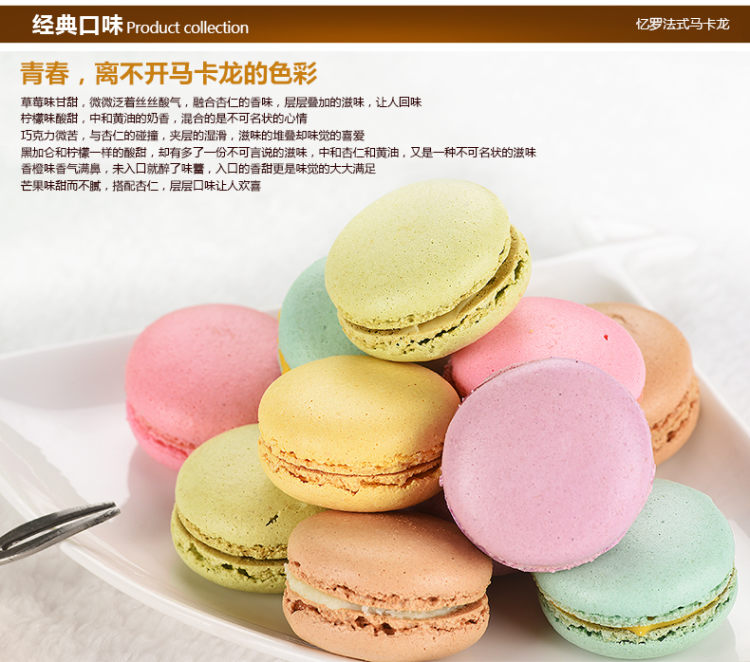 经典口味 Product collection
忆罗法式马卡龙
青春，离不开马卡龙的色彩
草莓味甘甜，微微泛着丝丝酸气，融合杏仁的香味，层层叠加的滋味，让人回味
柠檬味酸甜，中和黄油的奶香，混合的是不可名状的心情
巧克力微苦，与杏仁的碰撞，夹层的湿滑，滋味的堆叠却味觉的喜爱
黑加仑和柠檬一样的酸甜，却有多了一份不可言说的滋味，中和杏仁和黄油，又是一种不可名状的滋味
香橙味香气满鼻，未入口就醉了味蕾，入口的香甜更是味觉的大大满足
芒果味甜而不腻，搭配杏仁，层层口味让人欢喜